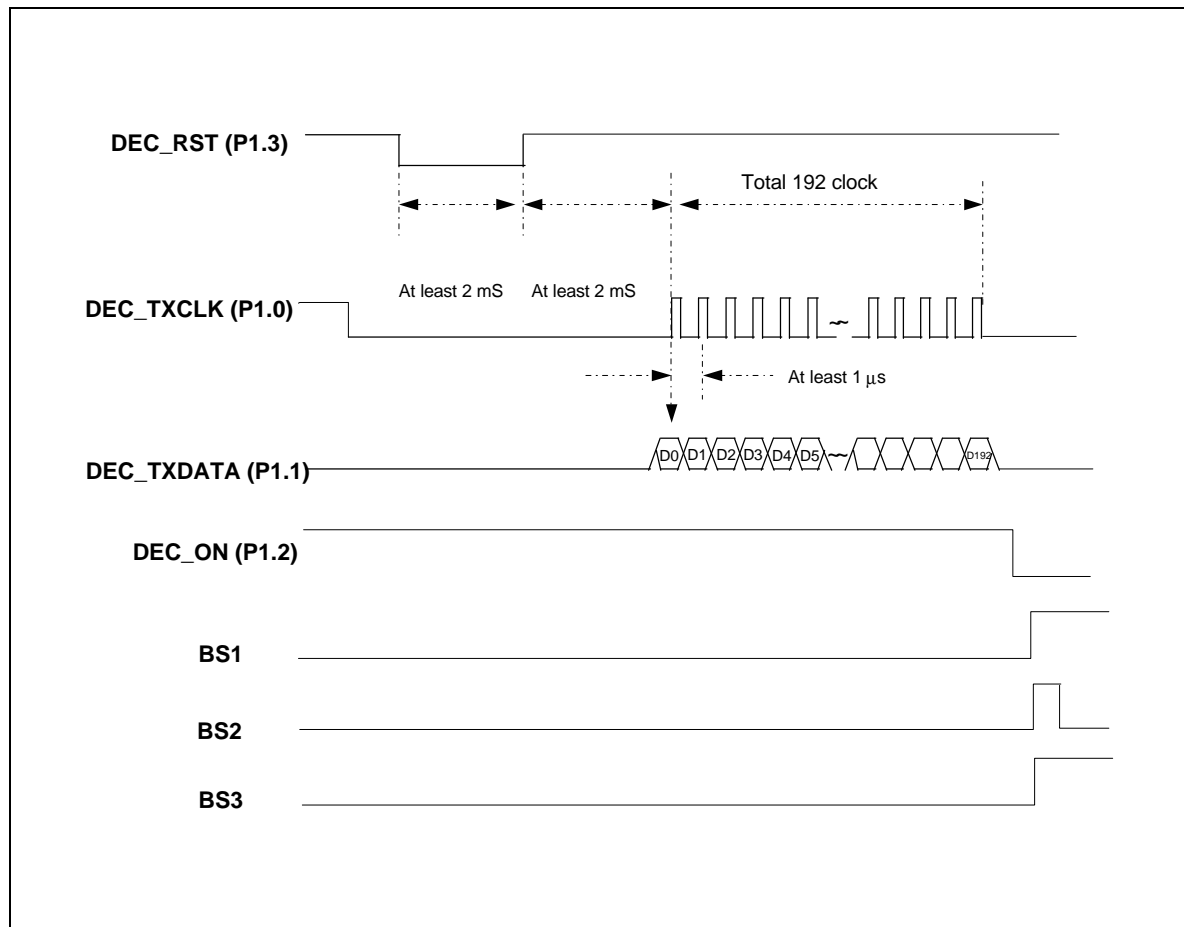 DEC_RST (P1.3)
Total 192 clock
At least 2 mS
At least 2 mS
DEC_TXCLK (P1.0)
At least 1 μs
DEC_TXDATA (P1.1)
D0
D1
D2
D3
D4
D5
D192
DEC_ON (P1.2)
BS1
BS2
BS3